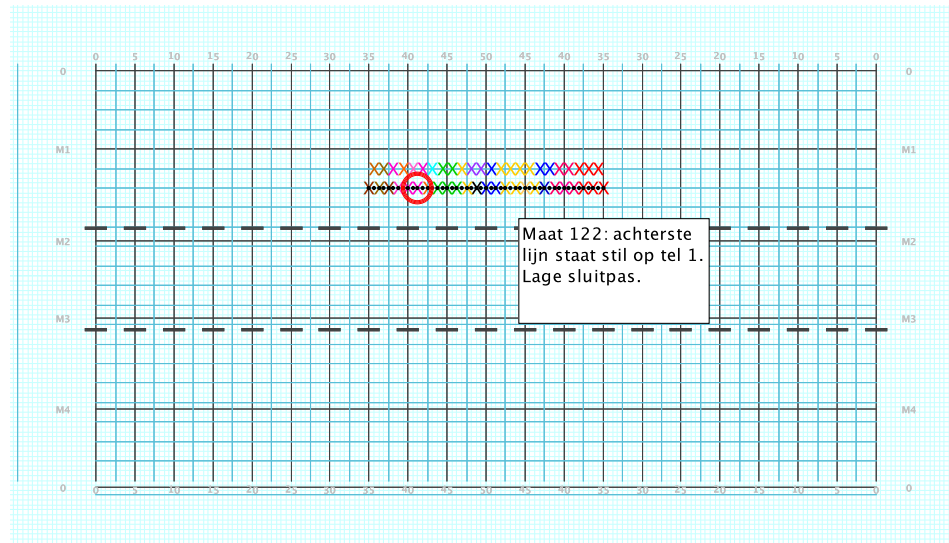 0 5 10 15 20 25 30 35 40 45 50 45 40 35 30 25 20 15 10 5 0
0 0
M1 M1
Maat 122: achterste
lijn staat stil op tel 1.
Lage sluitpas.
M2 M2
M3 M3
M4 M4
0 0
0 5 10 15 20 25 30 35 40 45 50 45 40 35 30 25 20 15 10 5 0